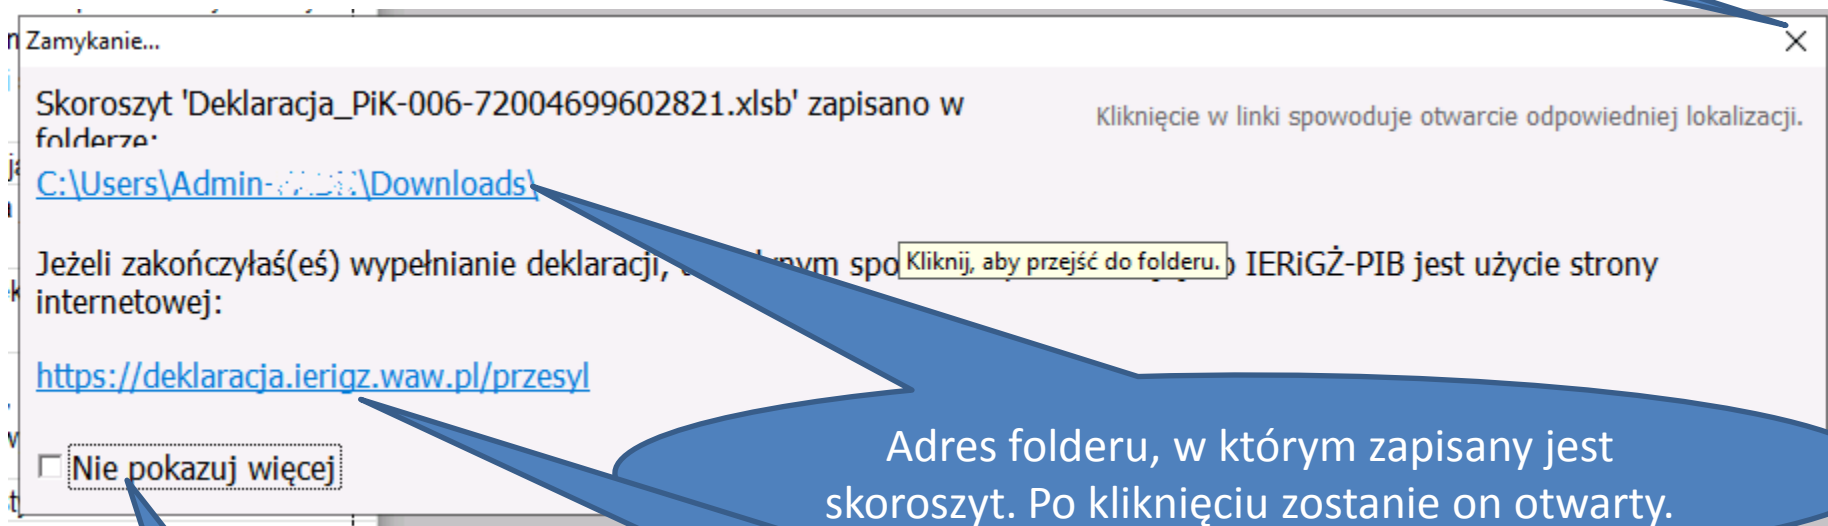 Zamykanie...
Skoroszyt 'Deklaracja_PiK-006-72004699602821.xlsb' zapisano w
folderze:
Kliknięcie w linki spowoduje otwarcie odpowiedniej lokalizacji.
C:\Users\Admin- \Downloads\
Jeżeli zakończyłaś(eś) wypełnianie deklaracji, spo Kliknij, aby przejść do folderu. IERiGŻ-PIB jest użycie strony
internetowej:
https://deklaracja.ierigz.waw.pl/przesyl
Nie pokazuj więcej
Adres folderu, w którym zapisany jest
skoroszyt. Po kliknięciu zostanie on otwarty.